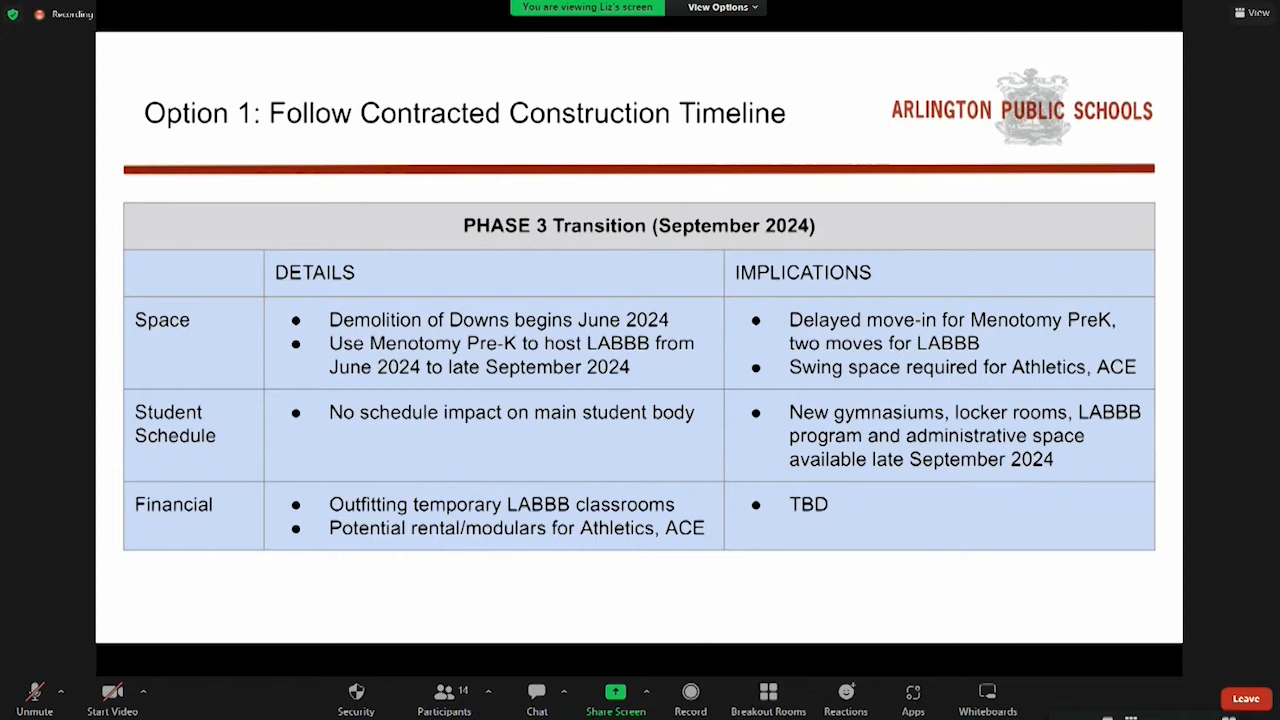 Recording
You are viewing Liz's screen
View Options
View
Option 1: Follow Contracted Construction Timeline
ARLINGTON PUBLIC SCHOOLS
PHASE 3 Transition (September 2024)
DETAILS
IMPLICATIONS
Space
● Demolition of Downs begins June 2024
● Use Menotomy Pre-K to host LABBB from
June 2024 to late September 2024
● Delayed move-in for Menotomy PreK,
two moves for LABBB
● Swing space required for Athletics, ACE
Student
Schedule
● No schedule impact on main student body
● New gymnasiums, locker rooms, LABBB
program and administrative space
available late September 2024
Financial
● Outfitting temporary LABBB classrooms
● Potential rental/modulars for Athletics, ACE
● TBD
Unmute
Start Video
Security
14
Participants
Chat
Share Screen
Record
Breakout Rooms
Reactions
Apps
Whiteboards
Leave